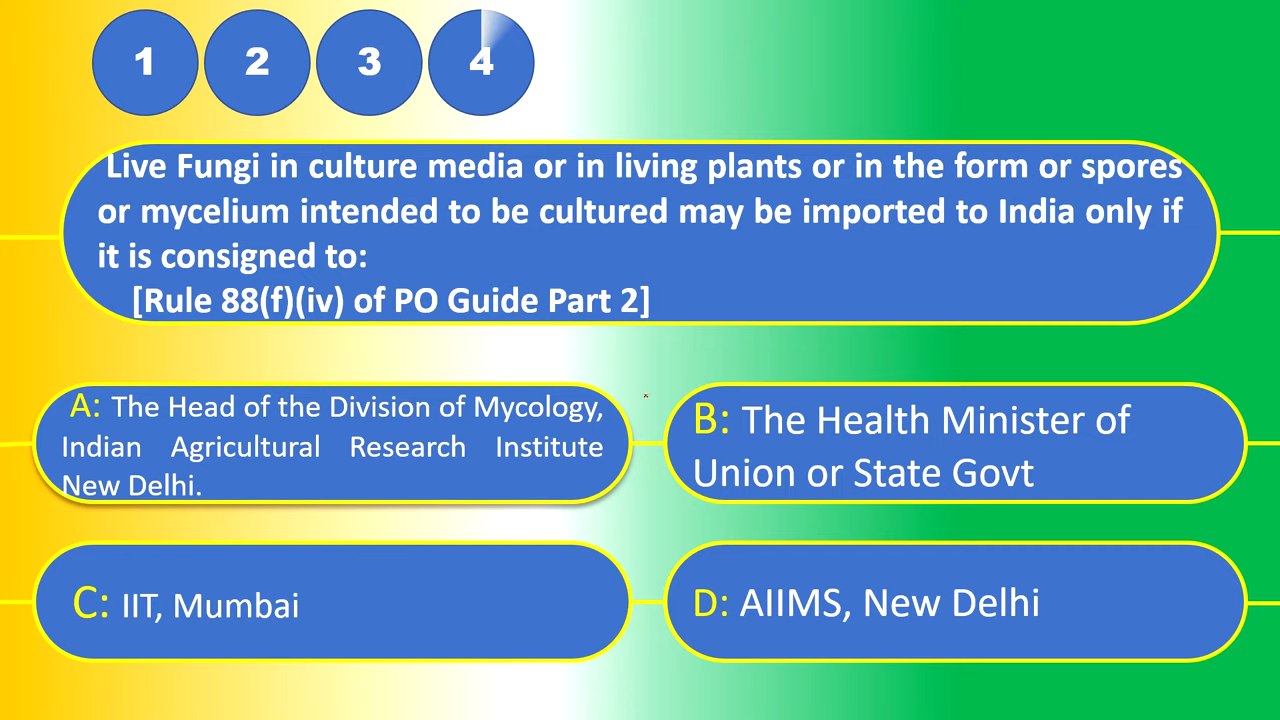 1 2 3 4
Live Fungi in culture media or in living plants or in the form or spores
or mycelium intended to be cultured may be imported to India only if
it is consigned to:
[Rule 88(f)(iv) of PO Guide Part 2]
A: The Head of the Division of Mycology,
Indian Agricultural Research Institute
New Delhi.
B: The Health Minister of
Union or State Govt
C: IIT, Mumbai
D: AIIMS, New Delhi